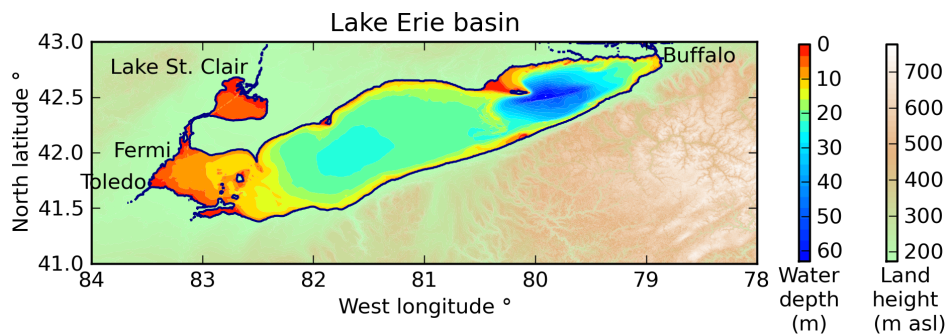 Lake Erie basin
43.0
42.5
42.0
41.5
41.0
North latitude °
84
83
82
81
80
79
78
West longitude °
Lake St. Clair
Buffalo
Fermi
Toledo
0
10
20
30
40
50
60
Water
depth
(m)
700
600
500
400
300
200
Land
height
(m asl)